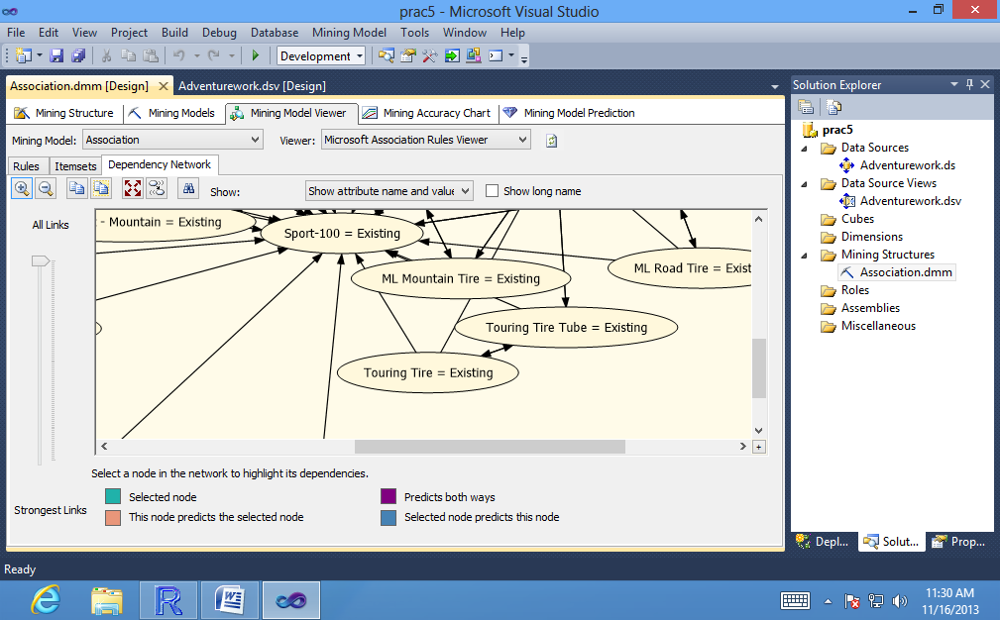 prac5 - Microsoft Visual Studio
File Edit View Project Build Debug Database Mining Model Tools Window Help
Development
Association.dmm [Design] Adventurework.dsv [Design]
Mining Structure Mining Models Mining Model Viewer Mining Accuracy Chart Mining Model Prediction
Mining Model: Association Viewer: Microsoft Association Rules Viewer
Rules Itemsets Dependency Network
Show: Show attribute name and value Show long name
All Links
- Mountain = Existing
Sport-100 = Existing
ML Mountain Tire = Existing
ML Road Tire = Exist
Touring Tire Tube = Existing
Touring Tire = Existing
Select a node in the network to highlight its dependencies.
Strongest Links
Selected node
Predicts both ways
This node predicts the selected node
Selected node predicts this node
Solution Explorer
prac5
Data Sources
Adventurework.ds
Data Source Views
Adventurework.dsv
Cubes
Dimensions
Mining Structures
Association.dmm
Roles
Assemblies
Miscellaneous
Depl... Solut... Prop...
Ready
11:30 AM
11/16/2013